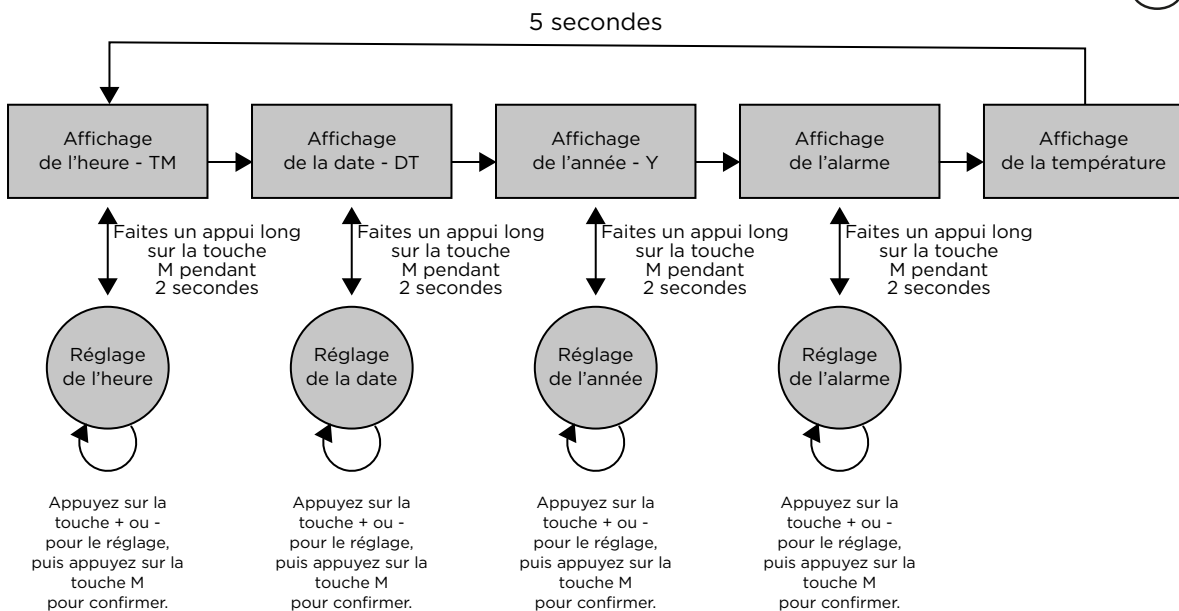 5 secondes
Affichage
de l'heure - TM
Affichage
de la date - DT
Affichage
de l'année - Y
Affichage
de l'alarme
Affichage
de la température
Faites un appui long
sur la touche
M pendant
2 secondes
Faites un appui long
sur la touche
M pendant
2 secondes
Faites un appui long
sur la touche
M pendant
2 secondes
Faites un appui long
sur la touche
M pendant
2 secondes
Réglage
de l'heure
Réglage
de la date
Réglage
de l'année
Réglage
de l'alarme
Appuyez sur la
touche + ou -
pour le réglage,
puis appuyez sur la
touche M
pour confirmer.
Appuyez sur la
touche + ou -
pour le réglage,
puis appuyez sur la
touche M
pour confirmer.
Appuyez sur la
touche + ou -
pour le réglage,
puis appuyez sur la
touche M
pour confirmer.
Appuyez sur la
touche + ou -
pour le réglage,
puis appuyez sur la
touche M
pour confirmer.